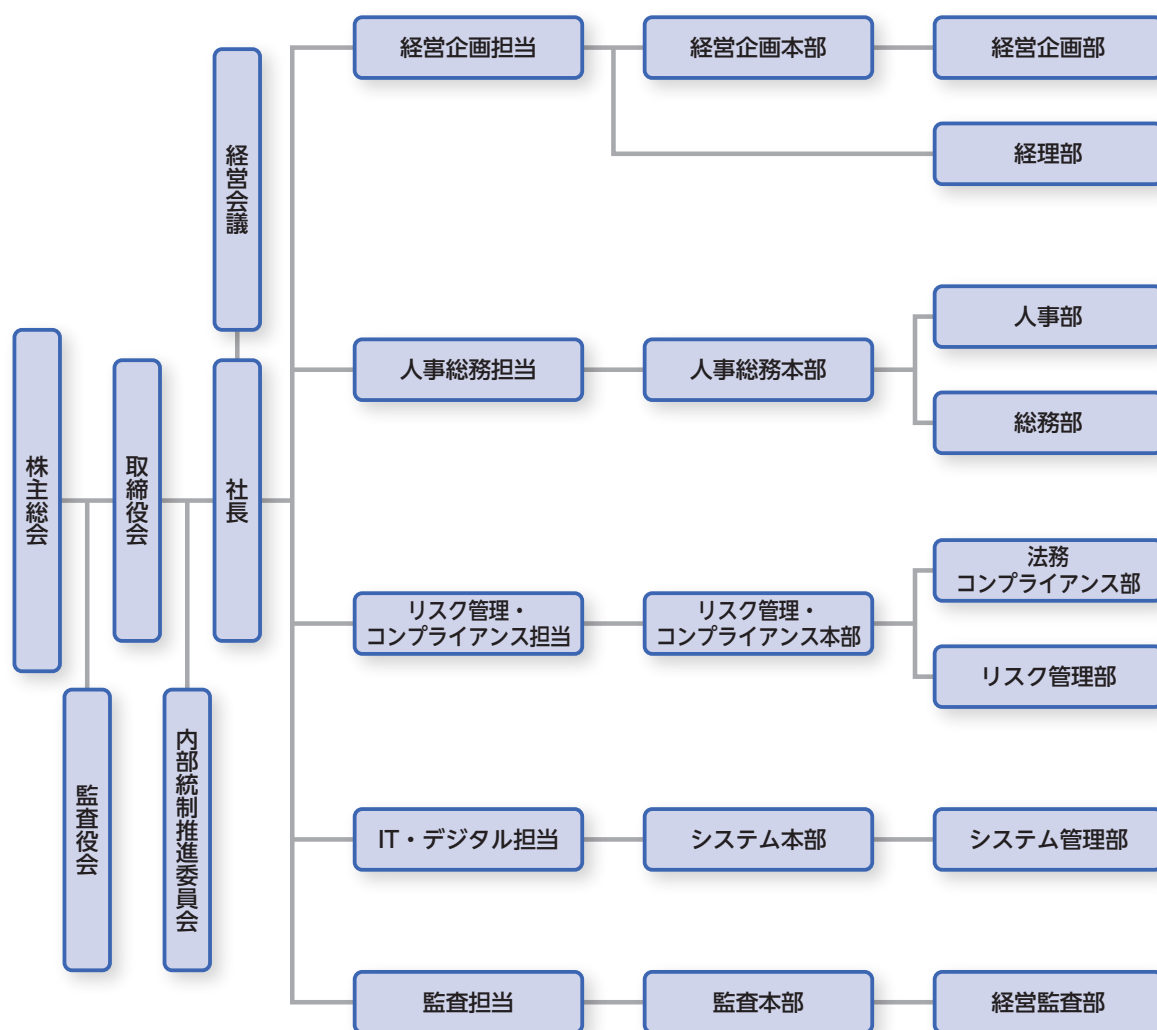 株主総会
監査役会
取締役会
内部統制推進委員会
経営会議
社長
経営企画担当
経営企画本部
経営企画部
経理部
人事総務担当
人事総務本部
人事部
総務部
リスク管理・
コンプライアンス担当
リスク管理・
コンプライアンス本部
法務
コンプライアンス部
リスク管理部
IT・デジタル担当
システム本部
システム管理部
監査担当
監査本部
経営監査部